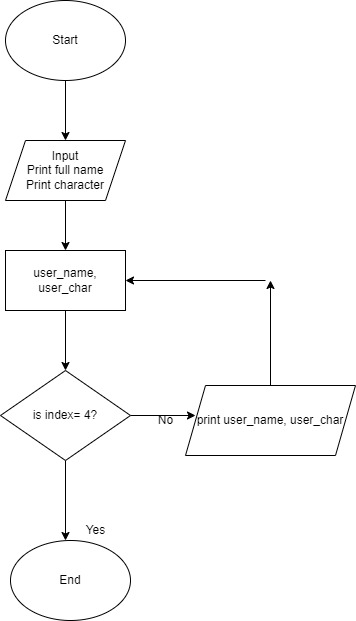 Start
Input
Print full name
Print character
user_name,
user_char
is index= 4?
No
print user_name, user_char
Yes
End